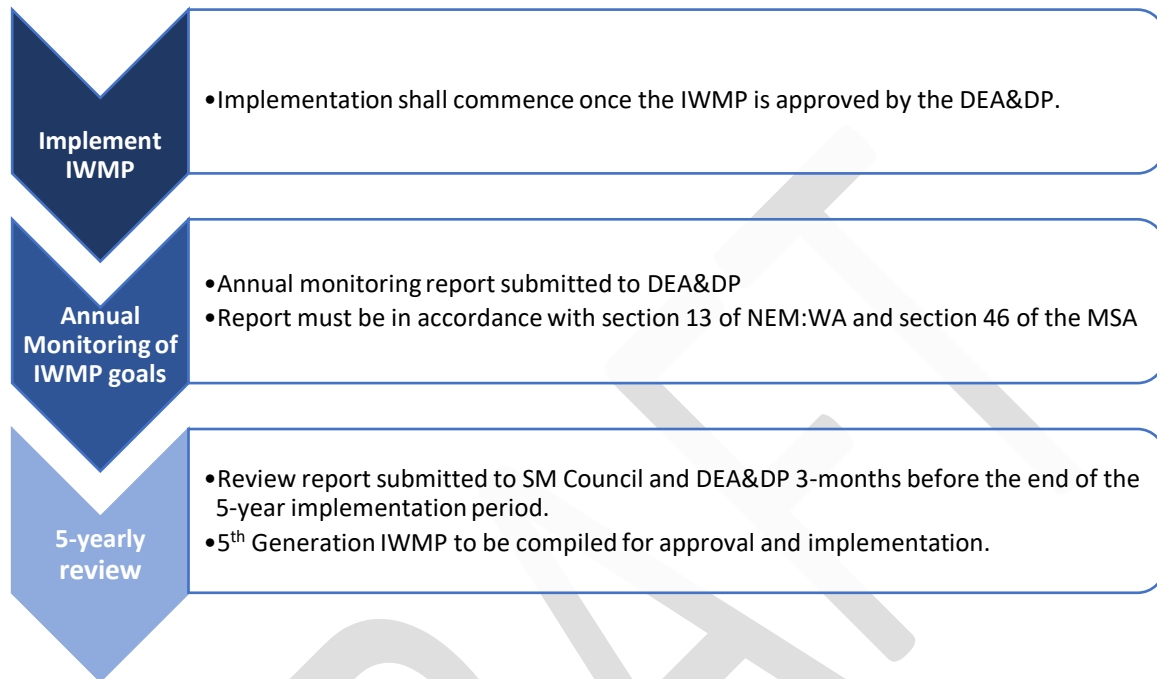 Implement
IWMP
•Implementation shall commence once the IWMP is approved by the DEA&DP.
Annual
Monitoring of
IWMP goals
•Annual monitoring report submitted to DEA&DP
•Report must be in accordance with section 13 of NEM:WA and section 46 of the MSA
5-yearly
review
•Review report submitted to SM Council and DEA&DP 3-months before the end of the
5-year implementation period.
•5th Generation IWMP to be compiled for approval and implementation.
DRAFT